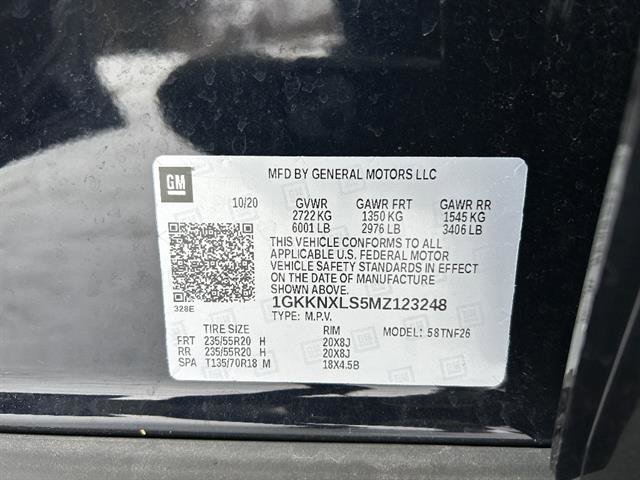 GM
MFD BY GENERAL MOTORS LLC
10/20 GVWR GAWR FRT GAWR RR
2722 KG 1350 KG 1545 KG
6001 LB 2976 LB 3406 LB
THIS VEHICLE CONFORMS TO ALL
APPLICABLE U.S. FEDERAL MOTOR
VEHICLE SAFETY STANDARDS IN EFFECT
ON THE DATE OF MANUFACTURE
SHOWN ABOVE.
328E 1GKKNXLS5MZ123248
TYPE: M.P.V.
TIRE SIZE RIM MODEL: 58TNF26
FRT 235/55R20 H 20X8J
RR 235/55R20 H 20X8J
SPA T135/70R18 M 18X4.5B